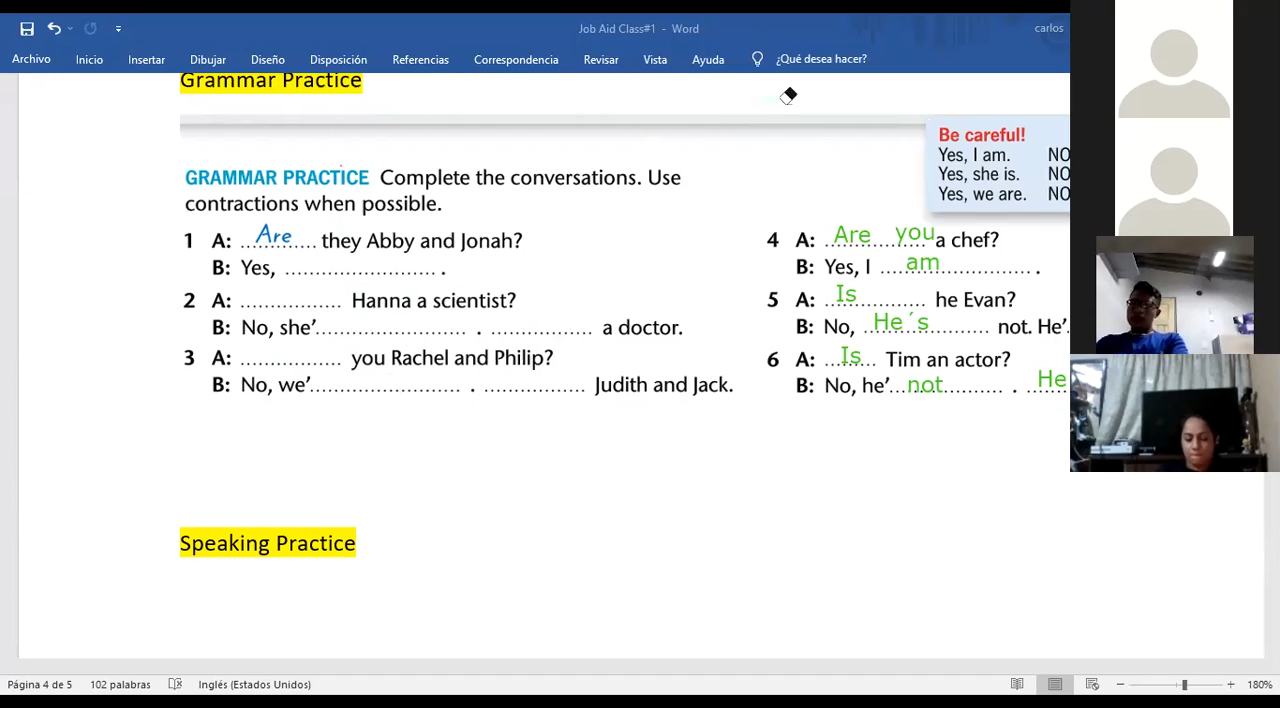 Job Aid Class#1 - Word
carlos
Archivo Inicio Insertar Dibujar Diseño Disposición Referencias Correspondencia Revisar Vista Ayuda ¿Qué desea hacer?
Grammar Practice
Be careful!
Yes, I am. NO
Yes, she is. NO
Yes, we are. NO
GRAMMAR PRACTICE Complete the conversations. Use
contractions when possible.
1 A: Are they Abby and Jonah?
B: Yes, ........................ .
2 A: ................ Hanna a scientist?
B: No, she'........................ . ................ a doctor.
3 A: ................ you Rachel and Philip?
B: No, we'........................ . ................ Judith and Jack.
4 A: Are you a chef?
B: Yes, I am .
5 A: Is he Evan?
B: No, He´s not. He'.
6 A: Is Tim an actor?
B: No, he' not . He
Speaking Practice
Página 4 de 5 102 palabras Inglés (Estados Unidos) 180%